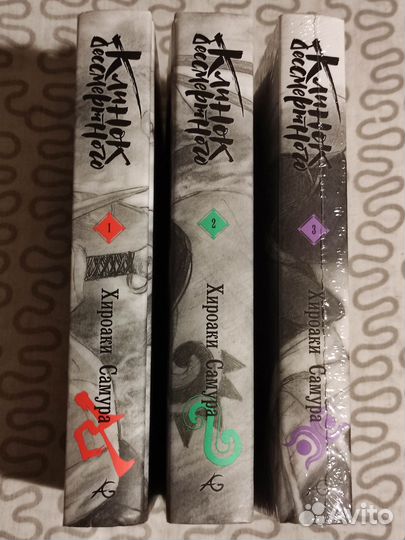 Клинок
бессмертного
1
Хироаки Самура
Клинок
бессмертного
2
Хироаки Самура
Клинок
бессмертного
3
Хироаки Самура
Avito